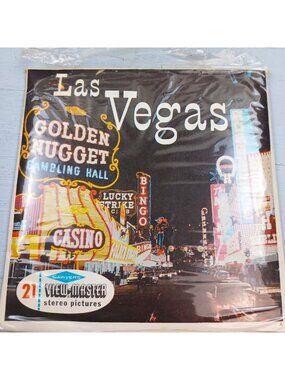 Las
Vegas
GOLDEN
NUGGET
GAMBLING HALL
LUCKY
STRIKE
BINGO
CASINO
SAWYER'S
21
VIEW-MASTER
stereo pictures